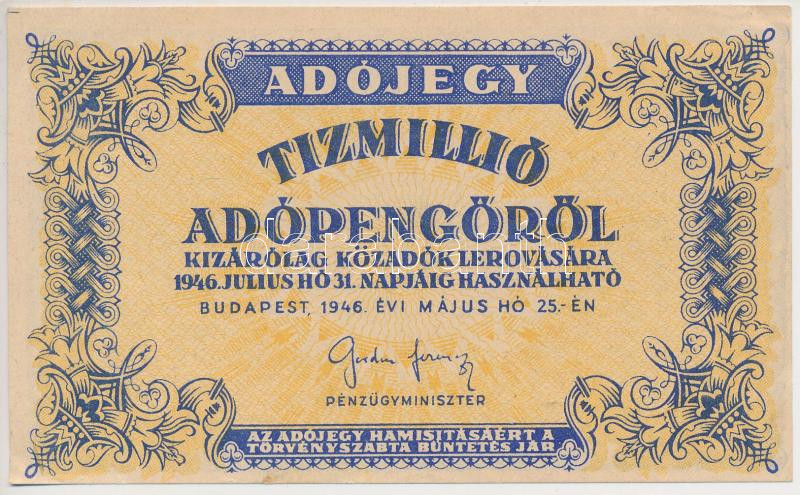 ADÓJEGY
TIZMILLIÓ
ADÓPENGŐRŐL
KIZÁRÓLAG KÖZADÓK LEROVÁSÁRA
1946. JULIUS HÓ 31. NAPJÁIG HASZNÁLHATÓ
BUDAPEST, 1946. ÉVI MÁJUS HÓ 25.-ÉN
Gordon Ferenc
PÉNZÜGYMINISZTER
AZ ADÓJEGY HAMISITÁSAÉRT A
TÖRVÉNYSZABTA BÜNTETÉS JÁR